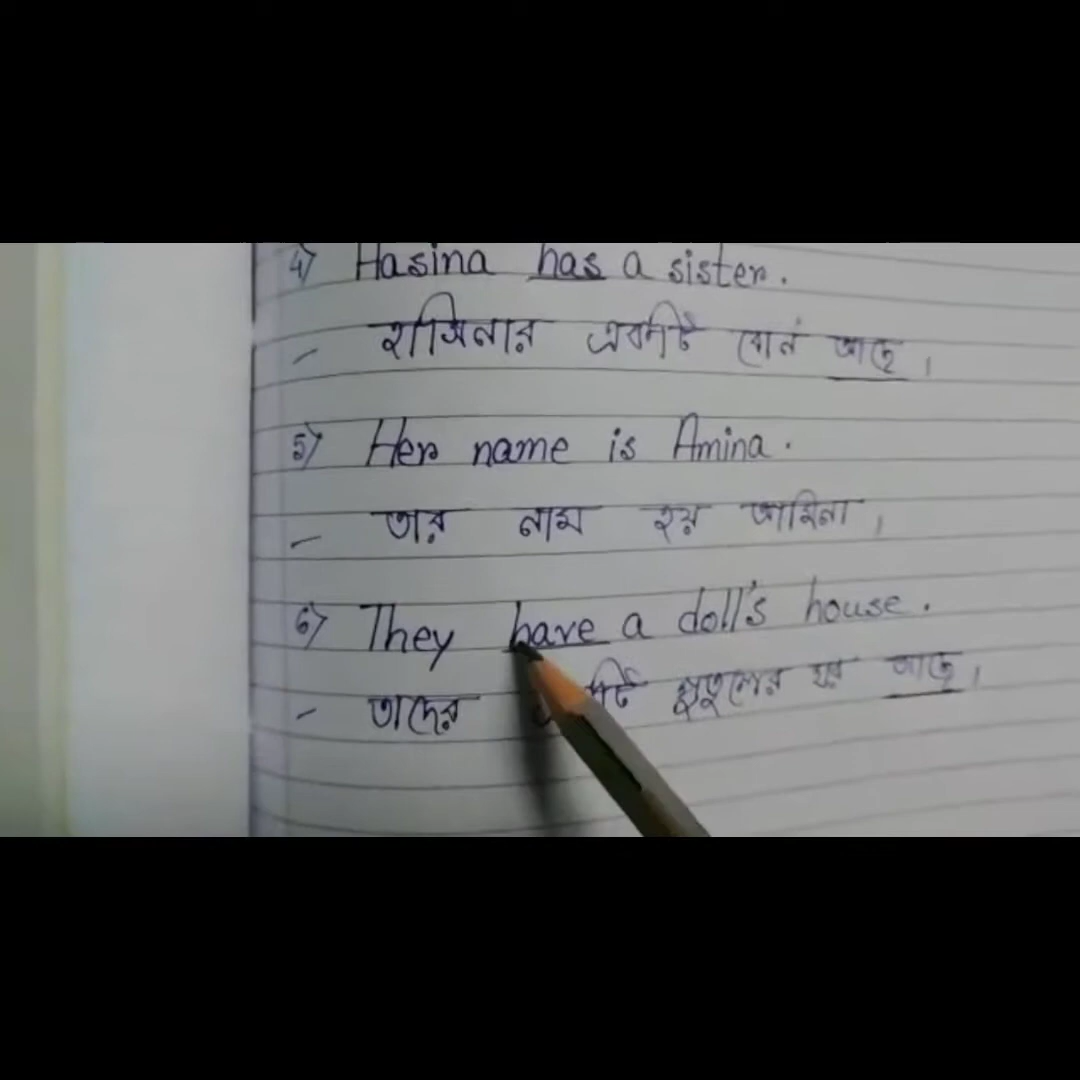 4) Hasina has a sister.
– হাসিনার একটি বোন আছে।
5) Her name is Amina.
– তার নাম হয় আমিনা।
6) They have a doll's house.
– তাদের পুতুলের ঘর আছে।